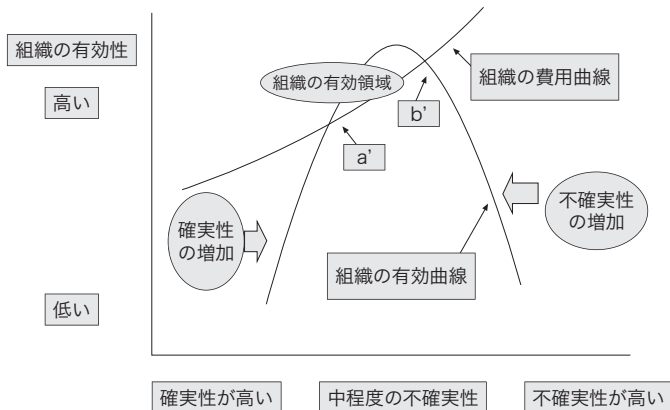 組織の有効性
高い
低い
組織の有効領域
組織の費用曲線
b’
a’
確実性
の増加
不確実性
の増加
組織の有効曲線
確実性が高い
中程度の不確実性
不確実性が高い